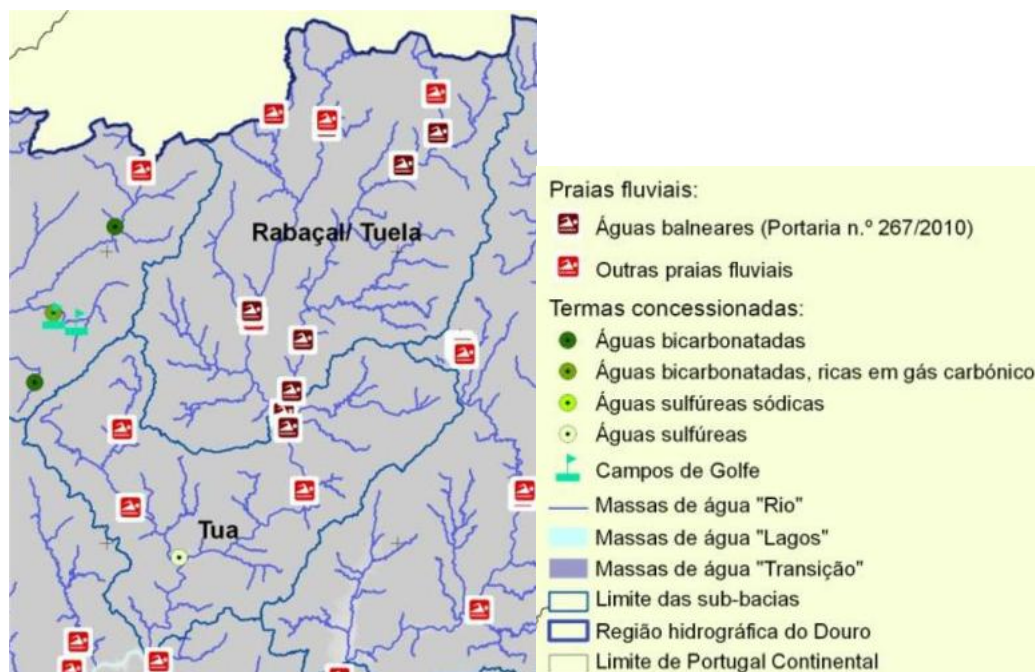 Rabaçal/ Tuela
Tua
Praias fluviais:
Águas balneares (Portaria n.º 267/2010)
Outras praias fluviais
Termas concessionadas:
Águas bicarbonatadas
Águas bicarbonatadas, ricas em gás carbónico
Águas sulfúreas sódicas
Águas sulfúreas
Campos de Golfe
Massas de água "Rio"
Massas de água "Lagos"
Massas de água "Transição"
Limite das sub-bacias
Região hidrográfica do Douro
Limite de Portugal Continental